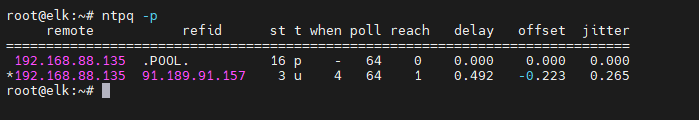 root@elk:~# ntpq -p
     remote           refid      st t when poll reach   delay   offset  jitter
==============================================================================
 192.168.88.135  .POOL.          16 p    -   64    0    0.000    0.000   0.000
*192.168.88.135  91.189.91.157    3 u    4   64    1    0.492   -0.223   0.265
root@elk:~#